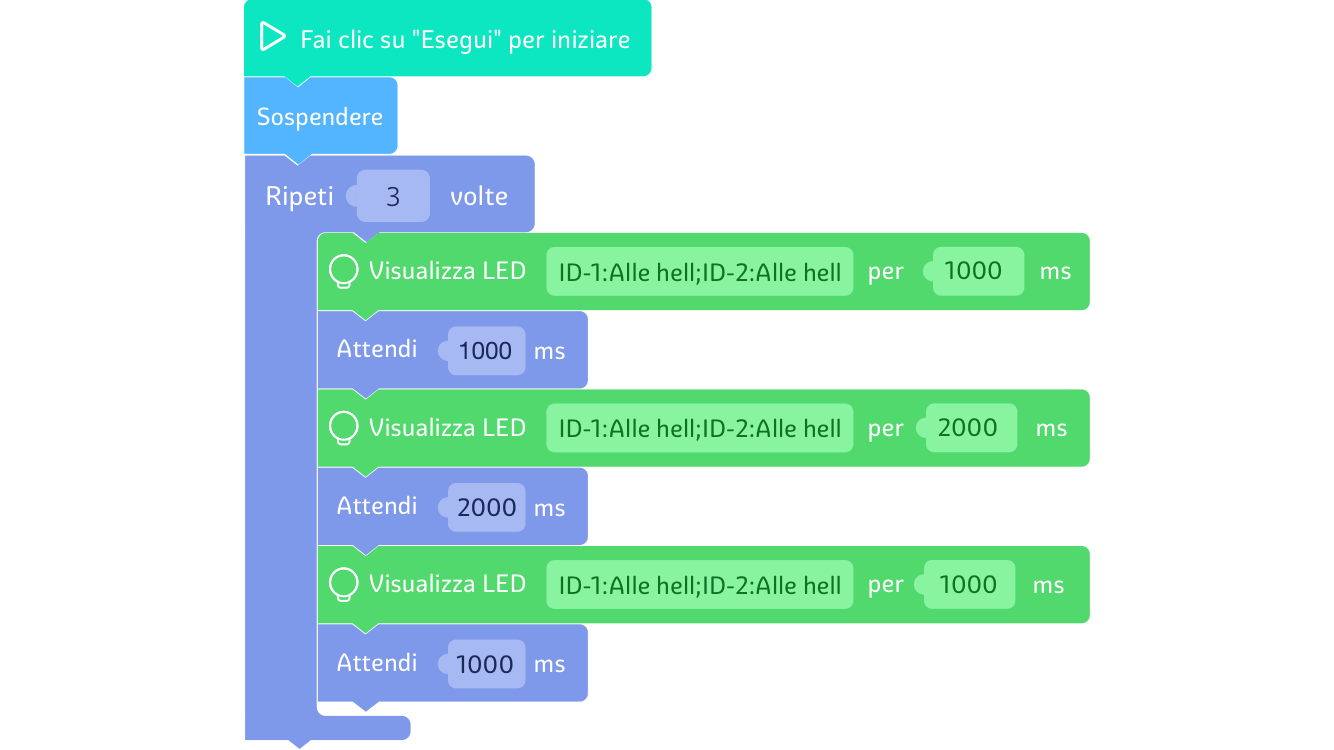 Fai clic su "Esegui" per iniziare
Sospendere
Ripeti 3 volte
Visualizza LED ID-1:Alle hell;ID-2:Alle hell per 1000 ms
Attendi 1000 ms
Visualizza LED ID-1:Alle hell;ID-2:Alle hell per 2000 ms
Attendi 2000 ms
Visualizza LED ID-1:Alle hell;ID-2:Alle hell per 1000 ms
Attendi 1000 ms